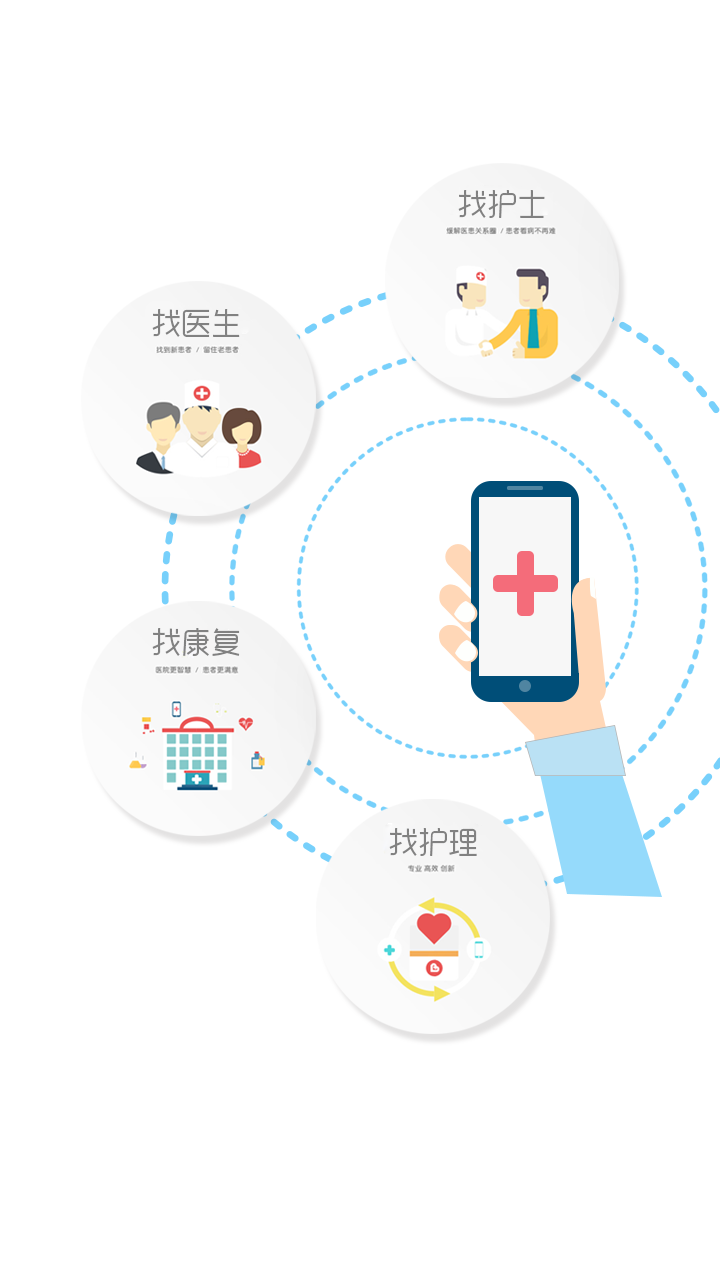 找护士
缓解医患关系疆 / 患者看病不两难
找医生
找到新患者 / 留住老患者
找康复
医院更智慧 / 患者更满意
找护理
专业 高效 创新